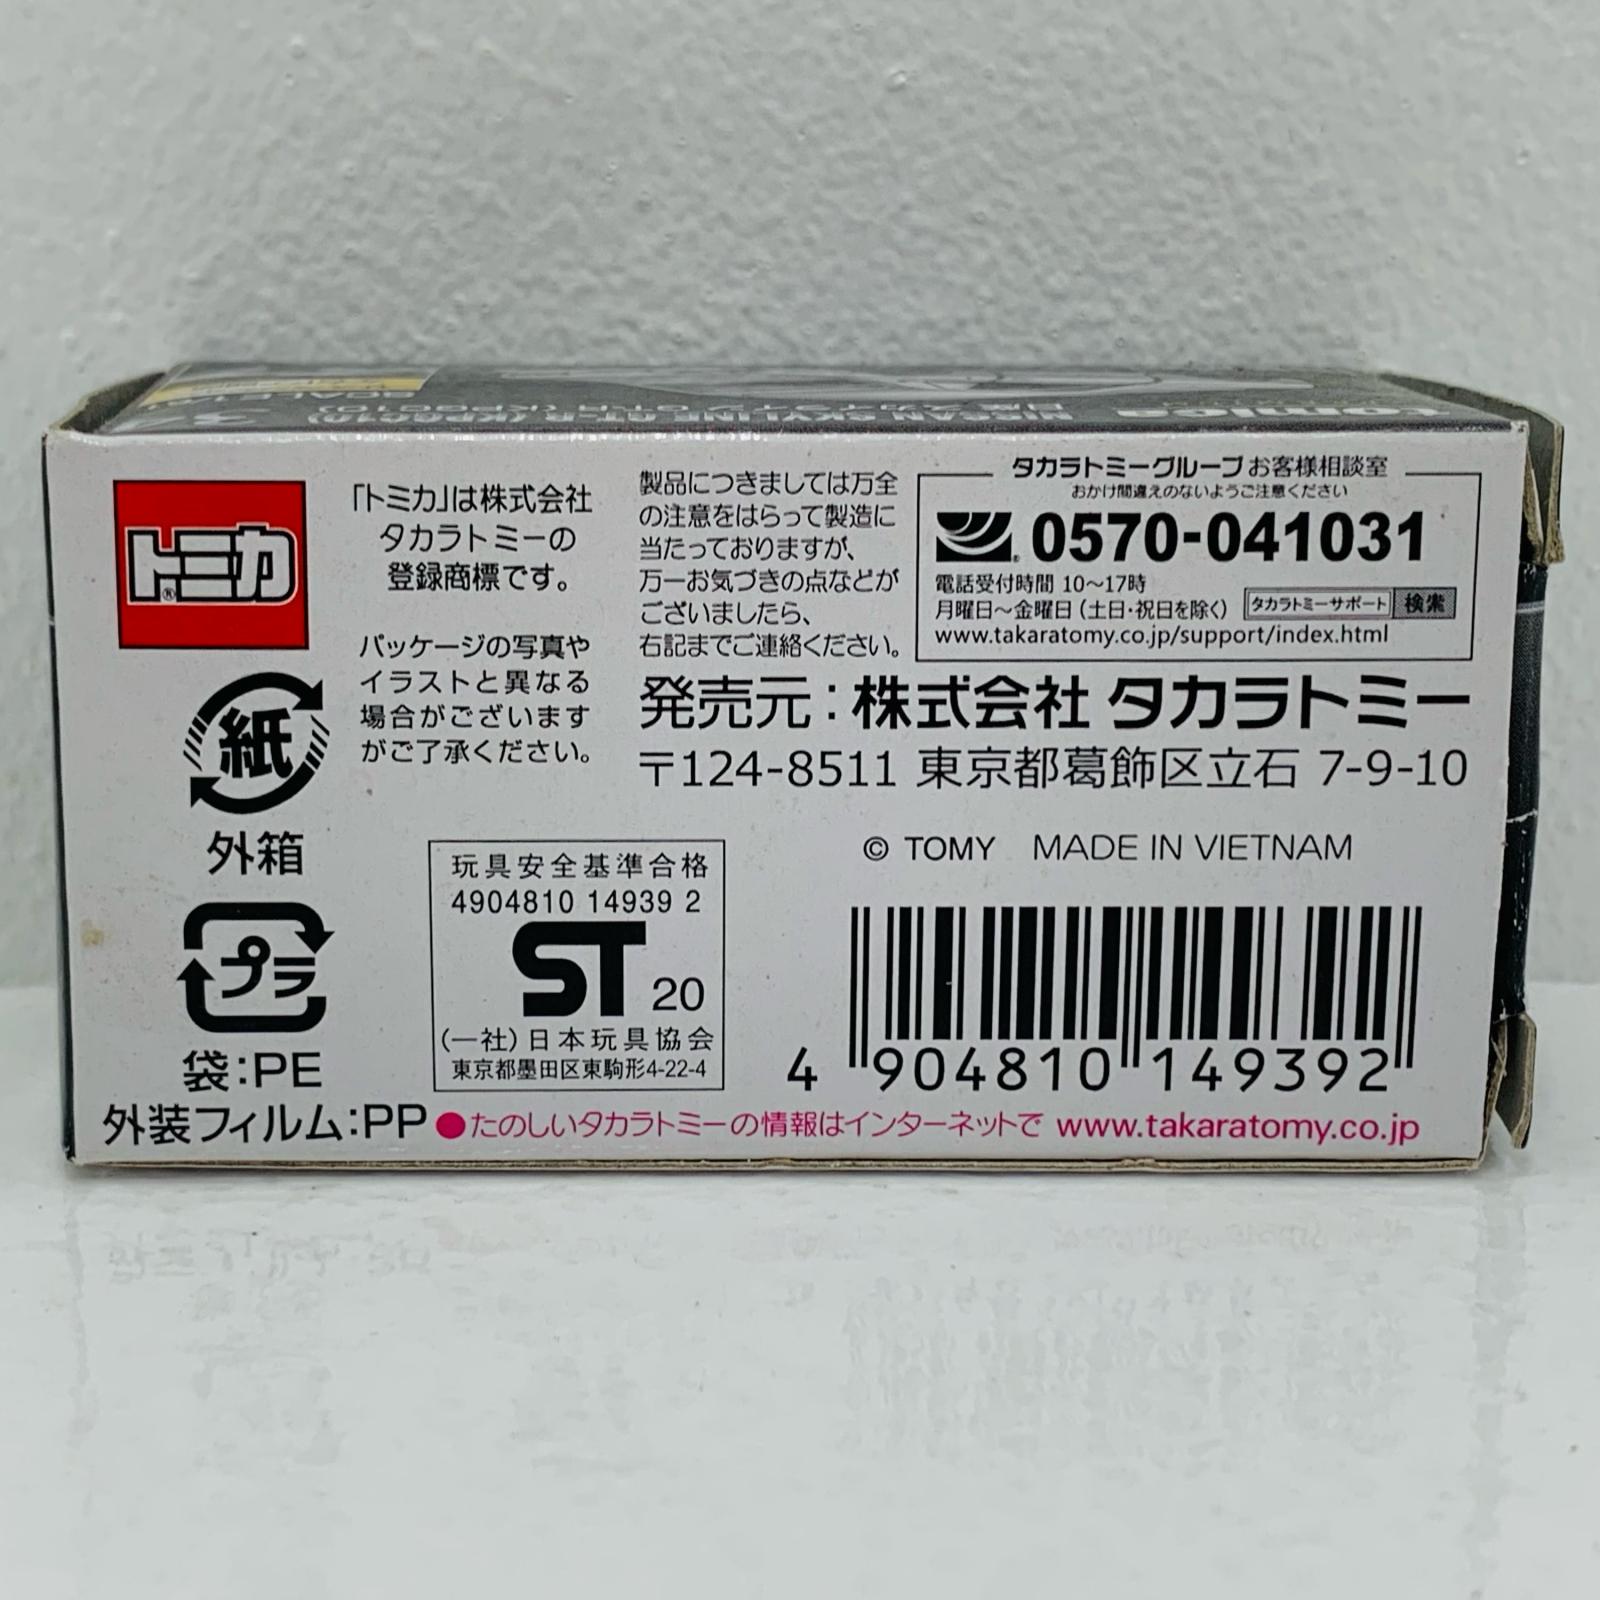 tomica
NISSAN SKYLINE GT-R (KPGC10)
トミカ®
「トミカ」は株式会社
タカラトミーの
登録商標です。
パッケージの写真や
イラストと異なる
場合がございます
がご了承ください。
製品につきましては万全
の注意をはらって製造に
当たっておりますが、
万一お気づきの点などが
ございましたら、
右記までご連絡ください。
タカラトミーグループお客様相談室
おかけ間違えのないようご注意ください
0570-041031
電話受付時間 10～17時
月曜日～金曜日(土日・祝日を除く) タカラトミーサポート 検索
www.takaratomy.co.jp/support/index.html
発売元:株式会社 タカラトミー
〒124-8511 東京都葛飾区立石 7-9-10
紙
外箱
プラ
袋:PE
外装フィルム:PP
玩具安全基準合格
4904810 14939 2
ST 20
(一社)日本玩具協会
東京都墨田区東駒形4-22-4
© TOMY MADE IN VIETNAM
4 904810 149392
●たのしいタカラトミーの情報はインターネットで www.takaratomy.co.jp